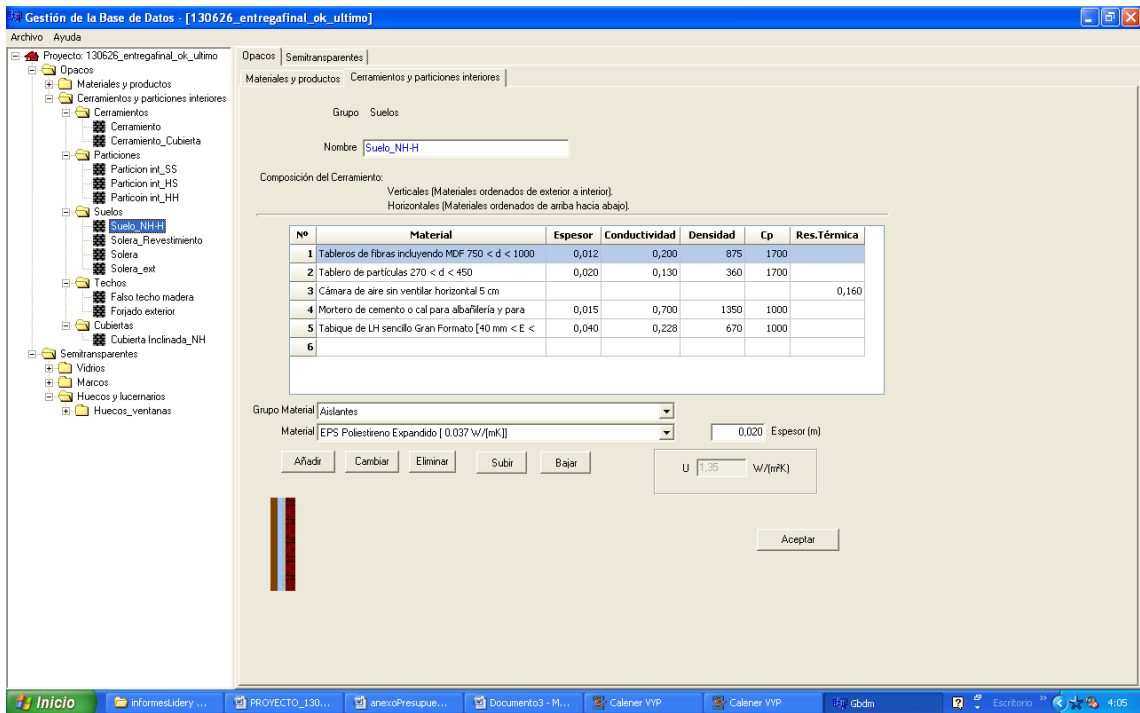 Gestión de la Base de Datos - [130626_entregafinal_ok_ultimo]
Archivo Ayuda
Proyecto: 130626_entregafinal_ok_ultimo
Opacos
Materiales y productos
Cerramientos y particiones interiores
Cerramientos
Cerramiento
Cerramiento_Cubierta
Particiones
Particion int_SS
Particion int_HS
Particoin int_HH
Suelos
Suelo_NH-H
Solera_Revestimiento
Solera
Solera_ext
Techos
Falso techo madera
Forjado exterior
Cubiertas
Cubierta Inclinada_NH
Semitransparentes
Vidrios
Marcos
Huecos y lucernarios
Huecos_ventanas
Opacos Semitransparentes
Materiales y productos Cerramientos y particiones interiores
Grupo Suelos
Nombre Suelo_NH-H
Composición del Cerramiento:
Verticales (Materiales ordenados de exterior a interior).
Horizontales (Materiales ordenados de arriba hacia abajo).
Nº Material Espesor Conductividad Densidad Cp Res.Térmica
1 Tableros de fibras incluyendo MDF 750 < d < 1000 0,012 0,200 875 1700
2 Tablero de partículas 270 < d < 450 0,020 0,130 360 1700
3 Cámara de aire sin ventilar horizontal 5 cm 0,160
4 Mortero de cemento o cal para albañilería y para 0,015 0,700 1350 1000
5 Tabique de LH sencillo Gran Formato [40 mm < E < 0,040 0,228 670 1000
6
Grupo Material Aislantes
Material EPS Poliestireno Expandido [ 0.037 W/[mK]] 0,020 Espesor (m)
Añadir Cambiar Eliminar Subir Bajar
U 1,35 W/(m²K)
Aceptar
Inicio informesLidery ... PROYECTO_130... anexoPresupue... Documento3 - M... Calener VYP Calener VYP Gbdm Escritorio » 4:05